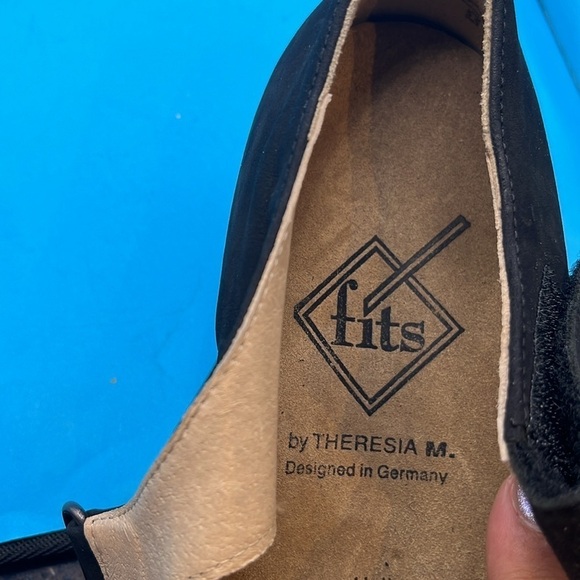 fits
by THERESIA M.
Designed in Germany